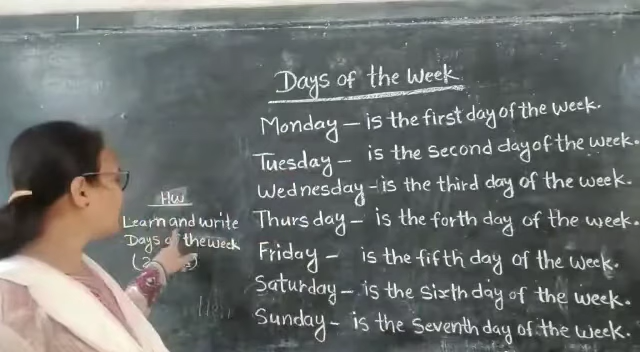 Days of the Week
Monday – is the first day of the week.
Tuesday – is the second day of the week.
Wednesday – is the third day of the week.
Thursday – is the forth day of the week.
Friday – is the fifth day of the week.
Saturday – is the sixth day of the week.
Sunday – is the seventh day of the week.
HW
Learn and write
Days of the week